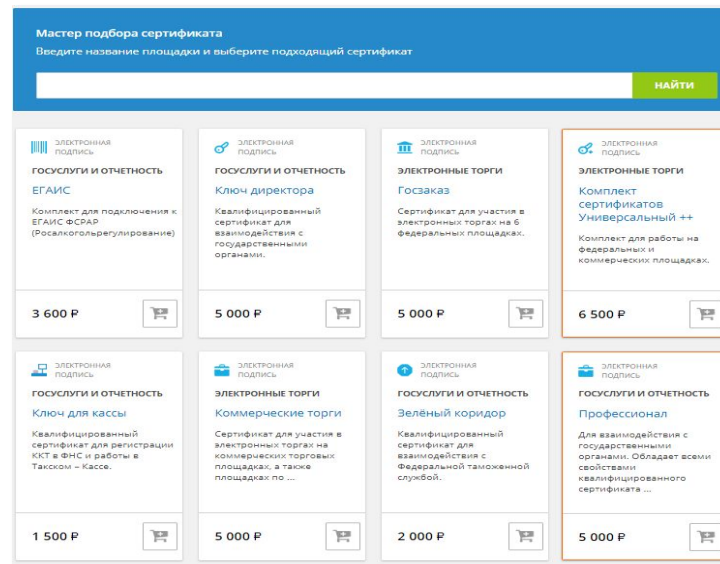 Мастер подбора сертификата
Введите название площадки и выберите подходящий сертификат
НАЙТИ
ЭЛЕКТРОННАЯ
ПОДПИСЬ
ГОСУСЛУГИ И ОТЧЕТНОСТЬ
ЕГАИС
Комплект для подключения к
ЕГАИС ФСРАР
(Росалкогольрегулирование)
3 600 ₽
ЭЛЕКТРОННАЯ
ПОДПИСЬ
ГОСУСЛУГИ И ОТЧЕТНОСТЬ
Ключ директора
Квалифицированный
сертификат для
взаимодействия с
государственными
органами.
5 000 ₽
ЭЛЕКТРОННАЯ
ПОДПИСЬ
ЭЛЕКТРОННЫЕ ТОРГИ
Госзаказ
Сертификат для участия в
электронных торгах на 6
федеральных площадках.
5 000 ₽
ЭЛЕКТРОННАЯ
ПОДПИСЬ
ЭЛЕКТРОННЫЕ ТОРГИ
Комплект
сертификатов
Универсальный ++
Комплект для работы на
федеральных и
коммерческих площадках.
6 500 ₽
ЭЛЕКТРОННАЯ
ПОДПИСЬ
ГОСУСЛУГИ И ОТЧЕТНОСТЬ
Ключ для кассы
Квалифицированный
сертификат для регистрации
ККТ в ФНС и работы в
Такском – Кассе.
1 500 ₽
ЭЛЕКТРОННАЯ
ПОДПИСЬ
ЭЛЕКТРОННЫЕ ТОРГИ
Коммерческие торги
Сертификат для участия в
электронных торгах на
коммерческих торговых
площадках, а также
площадках по ...
5 000 ₽
ЭЛЕКТРОННАЯ
ПОДПИСЬ
ГОСУСЛУГИ И ОТЧЕТНОСТЬ
Зелёный коридор
Квалифицированный
сертификат для
взаимодействия с
Федеральной таможенной
службой.
2 000 ₽
ЭЛЕКТРОННАЯ
ПОДПИСЬ
ГОСУСЛУГИ И ОТЧЕТНОСТЬ
Профессионал
Для взаимодействия с
государственными
органами. Обладает всеми
свойствами
квалифицированного
сертификата ...
5 000 ₽